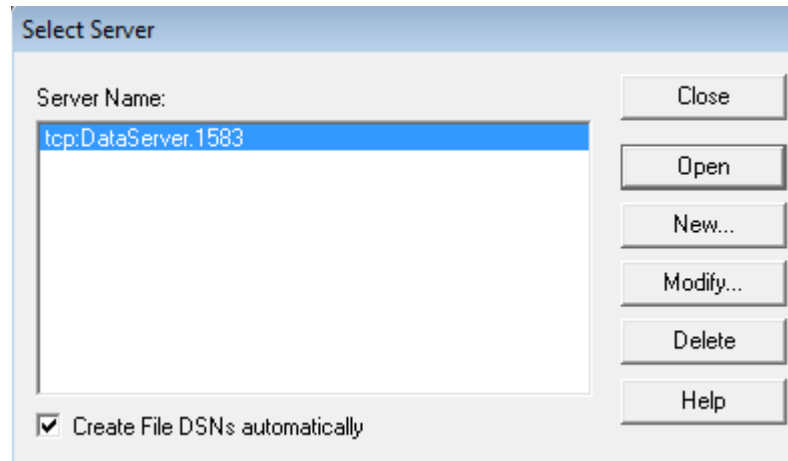 Select Server
Server Name:
tcp:DataServer.1583
Close
Open
New...
Modify...
Delete
Help
Create File DSNs automatically